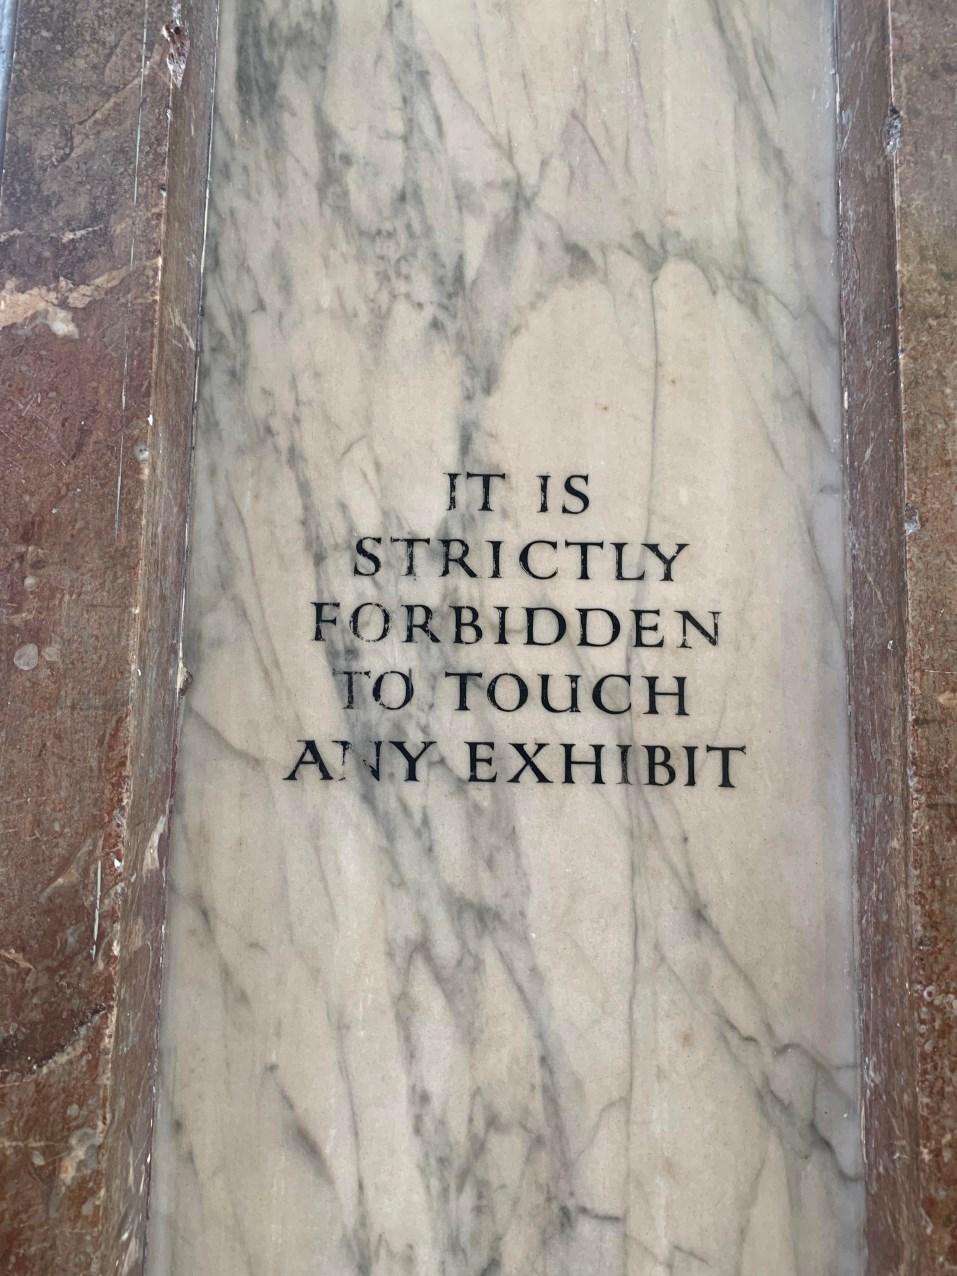 IT IS
STRICTLY
FORBIDDEN
TO TOUCH
ANY EXHIBIT